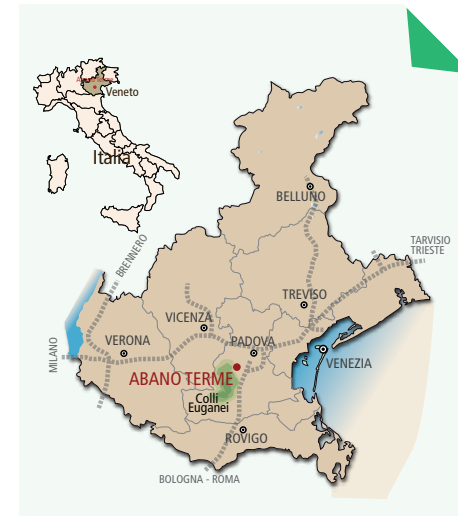 Veneto
Italia
BELLUNO
BRENNERO
TARVISIO
TRIESTE
TREVISO
VICENZA
MILANO
VERONA
PADOVA
VENEZIA
ABANO TERME
Colli
Euganei
ROVIGO
BOLOGNA - ROMA